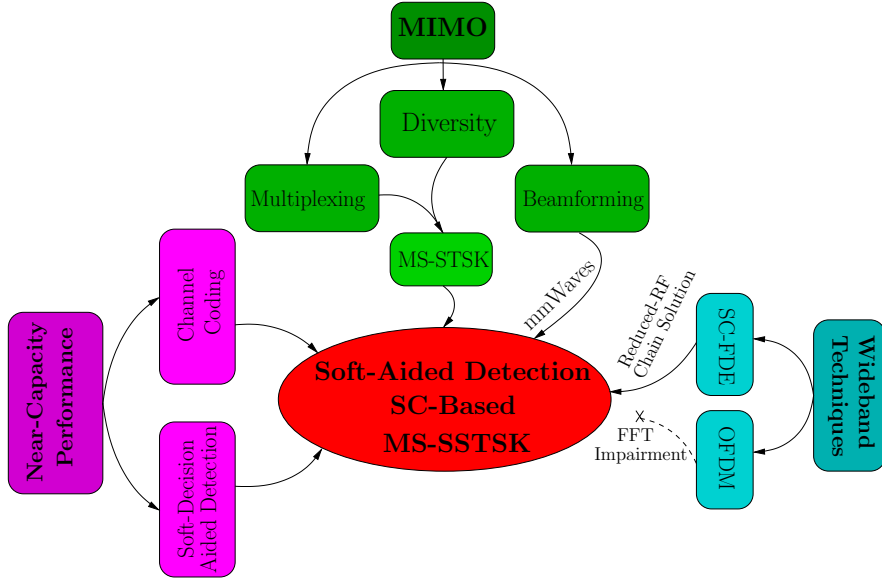 MIMO
Diversity
Multiplexing
Beamforming
MS-STSK
mmWaves
Channel
Coding
Near-Capacity
Performance
Soft-Decision
Aided Detection
Soft-Aided Detection
SC-Based
MS-SSTSK
Reduced-RF
Chain Solution
SC-FDE
Wideband
Techniques
FFT
Impairment
OFDM